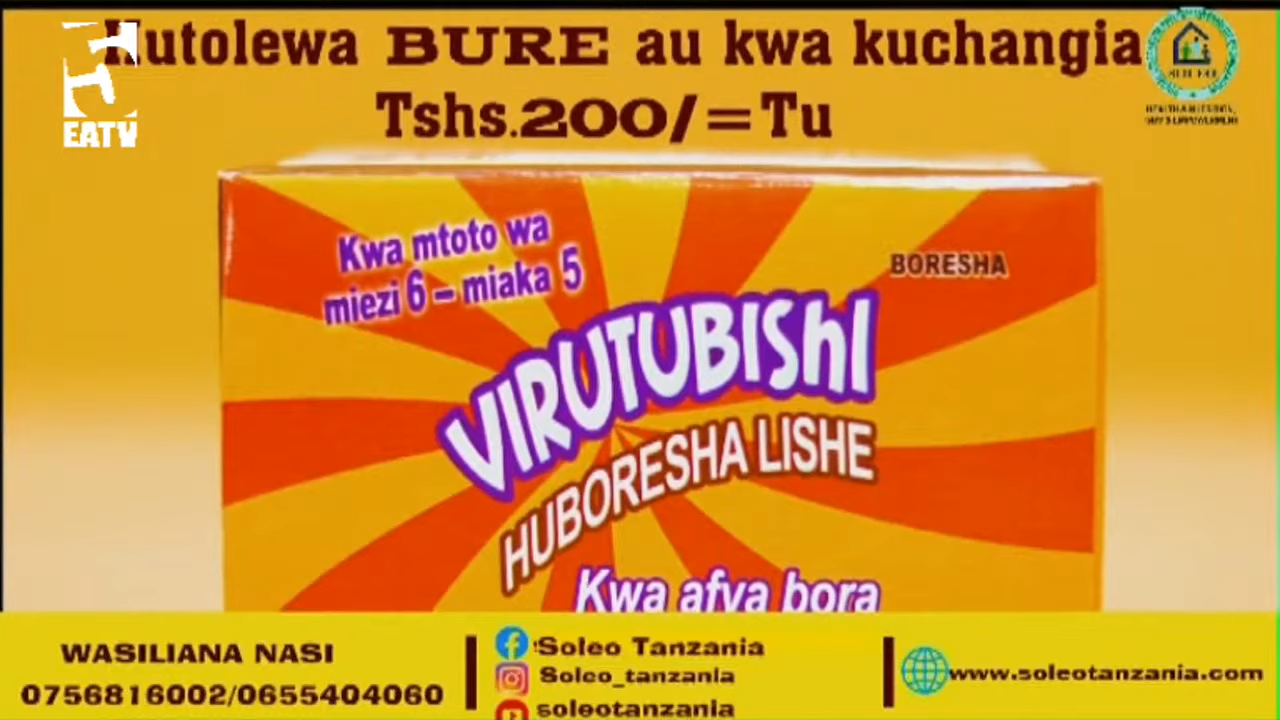 Hutolewa BURE au kwa kuchangia
Tshs.200/=Tu
EATV
Kwa mtoto wa
miezi 6 – miaka 5
BORESHA
VIRUTUBIShI
HUBORESHA LISHE
Kwa afya bora
WASILIANA NASI
0756816002/0655404060
Soleo Tanzania
Soleo_tanzania
soleotanzania
www.soleotanzania.com